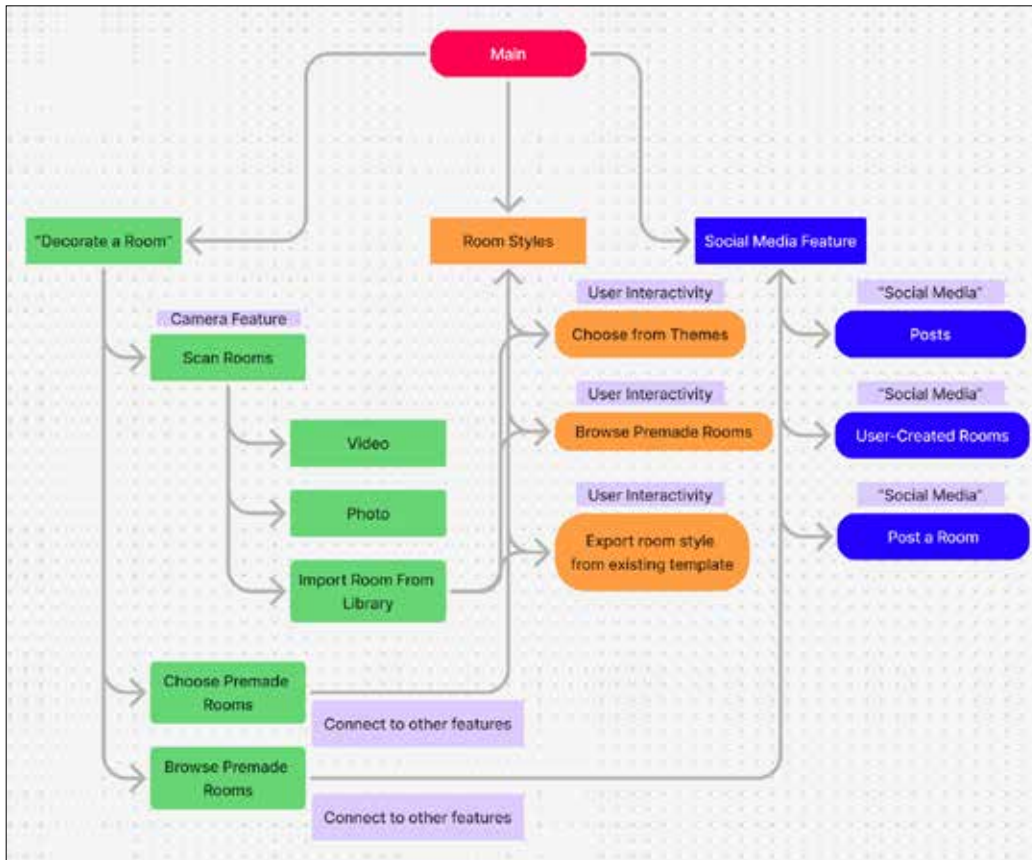 Main
"Decorate a Room"
Room Styles
Social Media Feature
Camera Feature
Scan Rooms
Video
Photo
Import Room From
Library
Choose Premade
Rooms
Connect to other features
Browse Premade
Rooms
Connect to other features
User Interactivity
Choose from Themes
User Interactivity
Browse Premade Rooms
User Interactivity
Export room style
from existing template
"Social Media"
Posts
"Social Media"
User-Created Rooms
"Social Media"
Post a Room